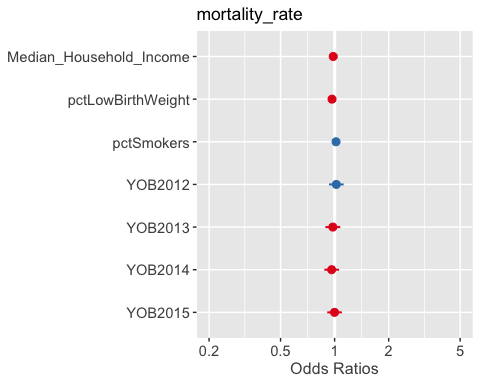 mortality_rate
Median_Household_Income
pctLowBirthWeight
pctSmokers
YOB2012
YOB2013
YOB2014
YOB2015
0.2 0.5 1 2 5
Odds Ratios